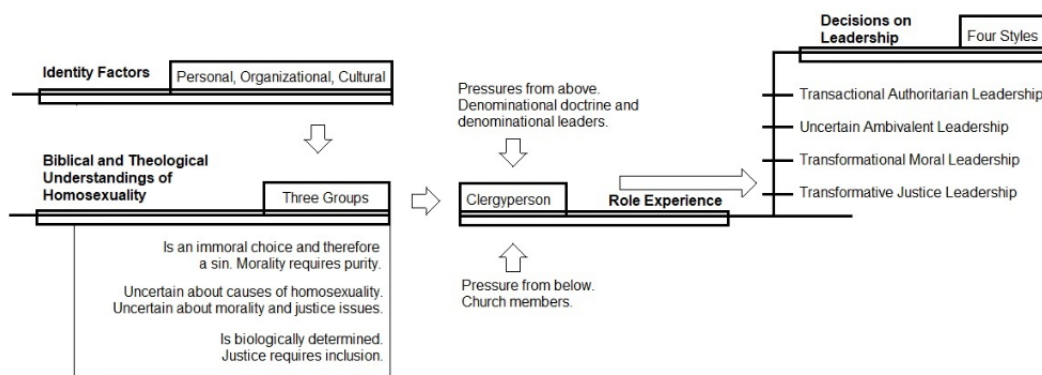 Identity Factors
Personal, Organizational, Cultural
Biblical and Theological
Understandings of
Homosexuality
Three Groups
Is an immoral choice and therefore
a sin. Morality requires purity.
Uncertain about causes of homosexuality.
Uncertain about morality and justice issues.
Is biologically determined.
Justice requires inclusion.
Pressures from above.
Denominational doctrine and
denominational leaders.
Clergyperson
Role Experience
Pressure from below.
Church members.
Decisions on
Leadership
Four Styles
Transactional Authoritarian Leadership
Uncertain Ambivalent Leadership
Transformational Moral Leadership
Transformative Justice Leadership